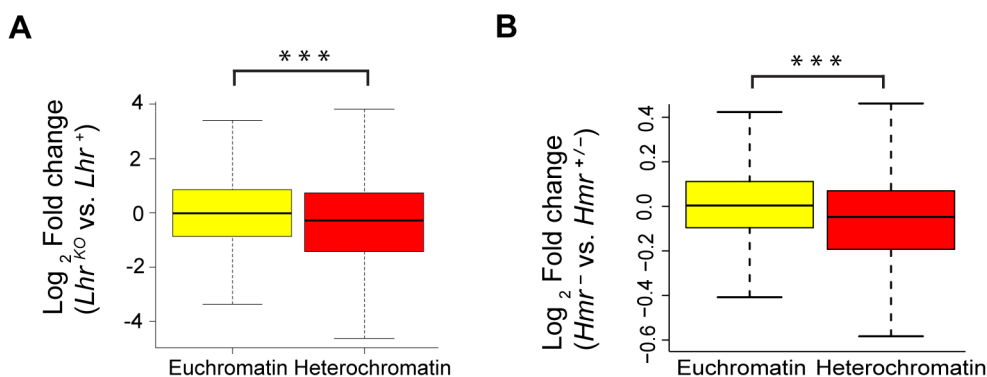 A
***
Log 2 Fold change
(Lhr KO vs. Lhr +)
4
2
0
-2
-4
Euchromatin Heterochromatin
B
***
Log 2 Fold change
(Hmr − vs. Hmr +/−)
0.4
0.2
0.0
−0.2
−0.4
−0.6
Euchromatin Heterochromatin